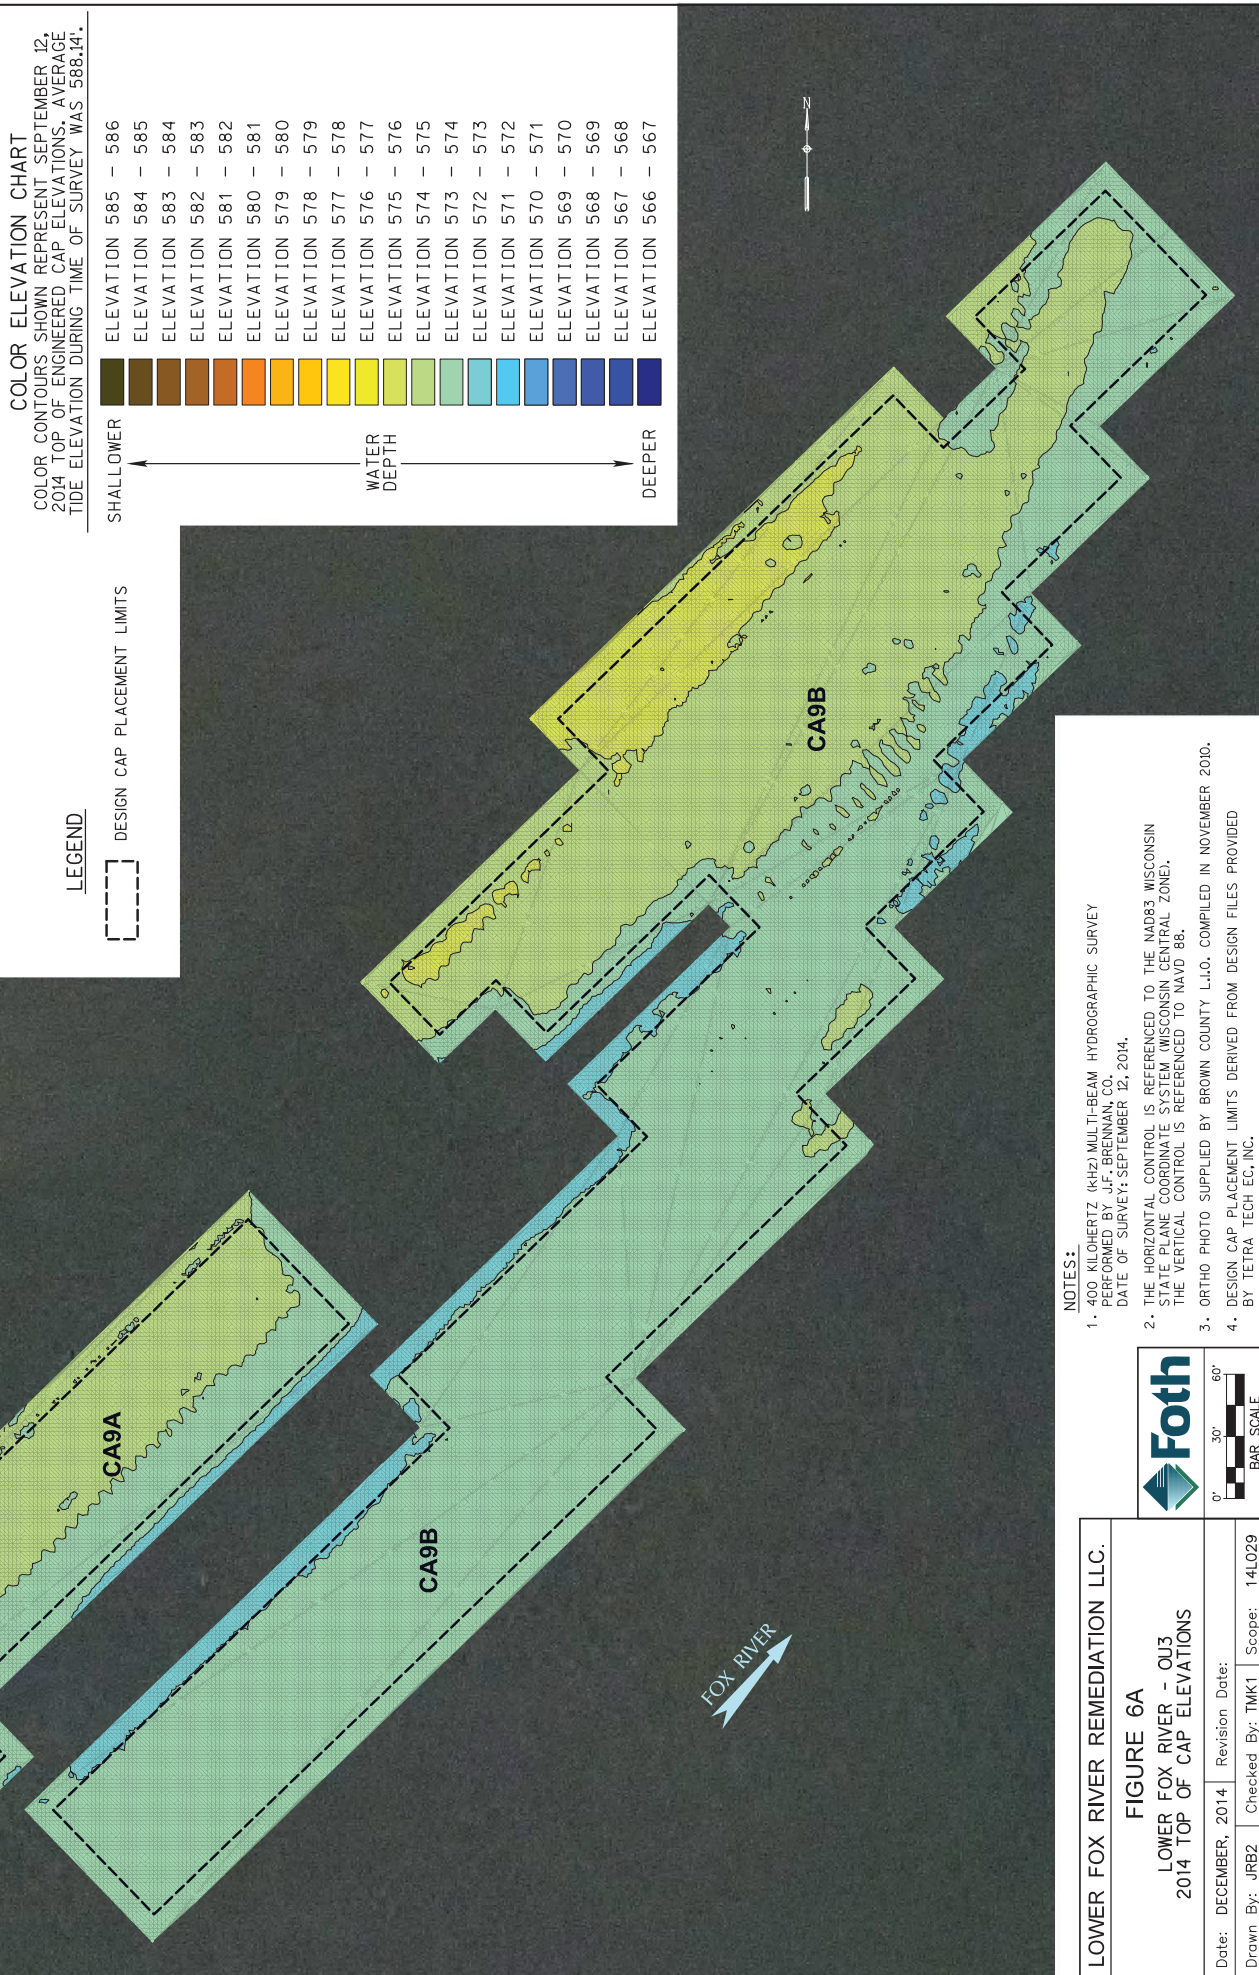 COLOR ELEVATION CHART
COLOR CONTOURS SHOWN REPRESENT SEPTEMBER 12,
2014 TOP OF ENGINEERED CAP ELEVATIONS. AVERAGE
TIDE ELEVATION DURING TIME OF SURVEY WAS 588.14'.
SHALLOWER
WATER
DEPTH
DEEPER
ELEVATION 585 - 586
ELEVATION 584 - 585
ELEVATION 583 - 584
ELEVATION 582 - 583
ELEVATION 581 - 582
ELEVATION 580 - 581
ELEVATION 579 - 580
ELEVATION 578 - 579
ELEVATION 577 - 578
ELEVATION 576 - 577
ELEVATION 575 - 576
ELEVATION 574 - 575
ELEVATION 573 - 574
ELEVATION 572 - 573
ELEVATION 571 - 572
ELEVATION 570 - 571
ELEVATION 569 - 570
ELEVATION 568 - 569
ELEVATION 567 - 568
ELEVATION 566 - 567
LEGEND
DESIGN CAP PLACEMENT LIMITS
N
CA9B
CA9A
CA9B
FOX RIVER
NOTES:
1. 400 KILOHERTZ (kHz) MULTI-BEAM HYDROGRAPHIC SURVEY
PERFORMED BY J.F. BRENNAN, CO.
DATE OF SURVEY: SEPTEMBER 12, 2014.
2. THE HORIZONTAL CONTROL IS REFERENCED TO THE NAD83 WISCONSIN
STATE PLANE COORDINATE SYSTEM (WISCONSIN CENTRAL ZONE).
THE VERTICAL CONTROL IS REFERENCED TO NAVD 88.
3. ORTHO PHOTO SUPPLIED BY BROWN COUNTY L.I.O. COMPILED IN NOVEMBER 2010.
4. DESIGN CAP PLACEMENT LIMITS DERIVED FROM DESIGN FILES PROVIDED
BY TETRA TECH EC, INC.
Foth
0' 30' 60'
BAR SCALE
LOWER FOX RIVER REMEDIATION LLC.
FIGURE 6A
LOWER FOX RIVER - OU3
2014 TOP OF CAP ELEVATIONS
Date: DECEMBER, 2014 Revision Date:
Drawn By: JRB2 Checked By: TMK1 Scope: 14L029